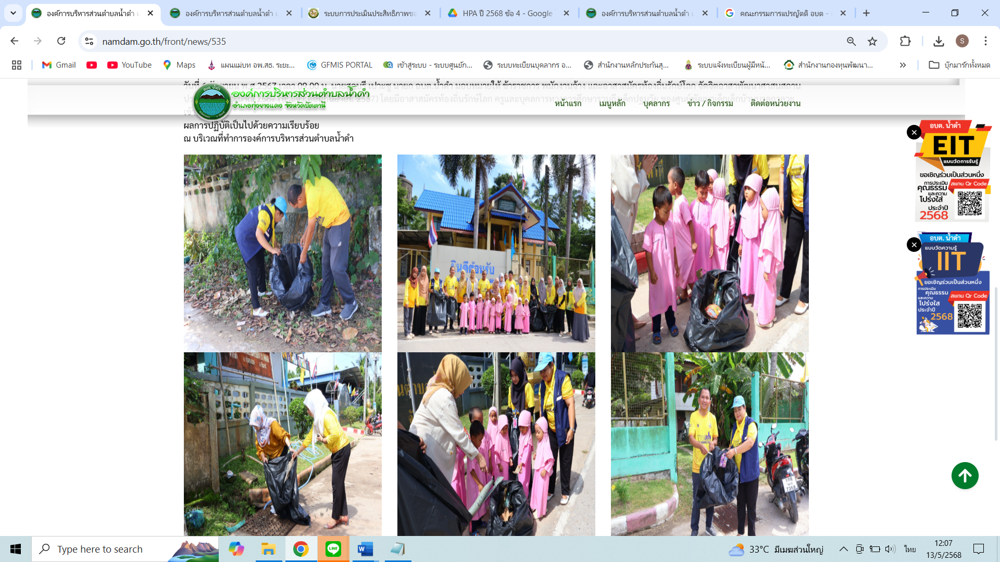 องค์การบริหารส่วนตำบลน้ำดำ
องค์การบริหารส่วนตำบลน้ำดำ
ระบบการประเมินประสิทธิภาพขอ
HPA ปี 2568 ข้อ 4 - Google
องค์การบริหารส่วนตำบลน้ำดำ
คณะกรรมการแปรญัตติ อบต -
namdam.go.th/front/news/535
S
Gmail
YouTube
Maps
แผนแม่บท อพ.สธ. ระยะ...
GFMIS PORTAL
เข้าสู่ระบบ - ระบบศูนย์ก...
ระบบทะเบียนบุคลากร อ...
สำนักงานหลักประกันสุ...
ระบบแจ้งทะเบียนผู้มีหนั...
สำนักงานกองทุนพัฒนา...
บุ๊กมาร์กทั้งหมด
องค์การบริหารส่วนตำบลน้ำดำ
อำเภอทุ่งยางแดง จังหวัดปัตตานี
หน้าแรก
เมนูหลัก
บุคลากร
ข่าว / กิจกรรม
ติดต่อหน่วยงาน
ผลการปฏิบัติเป็นไปด้วยความเรียบร้อย
ณ บริเวณที่ทำการองค์การบริหารส่วนตำบลน้ำดำ
ยินดีต้อนรับ
อบต. น้ำดำ
EIT
แบบวัดการรับรู้
ขอเชิญร่วมเป็นส่วนหนึ่ง
การประเมิน
คุณธรรม
และความ
โปร่งใส
ประจำปี
2568
สแกน Qr Code
อบต. น้ำดำ
แบบวัดความรู้
IIT
ขอเชิญร่วมเป็นส่วนหนึ่ง
การประเมิน
คุณธรรม
และความ
โปร่งใส
ประจำปี
2568
สแกน Qr Code
7368
Type here to search
LINE
33°C มีเมฆส่วนใหญ่
ไทย
12:07
13/5/2568